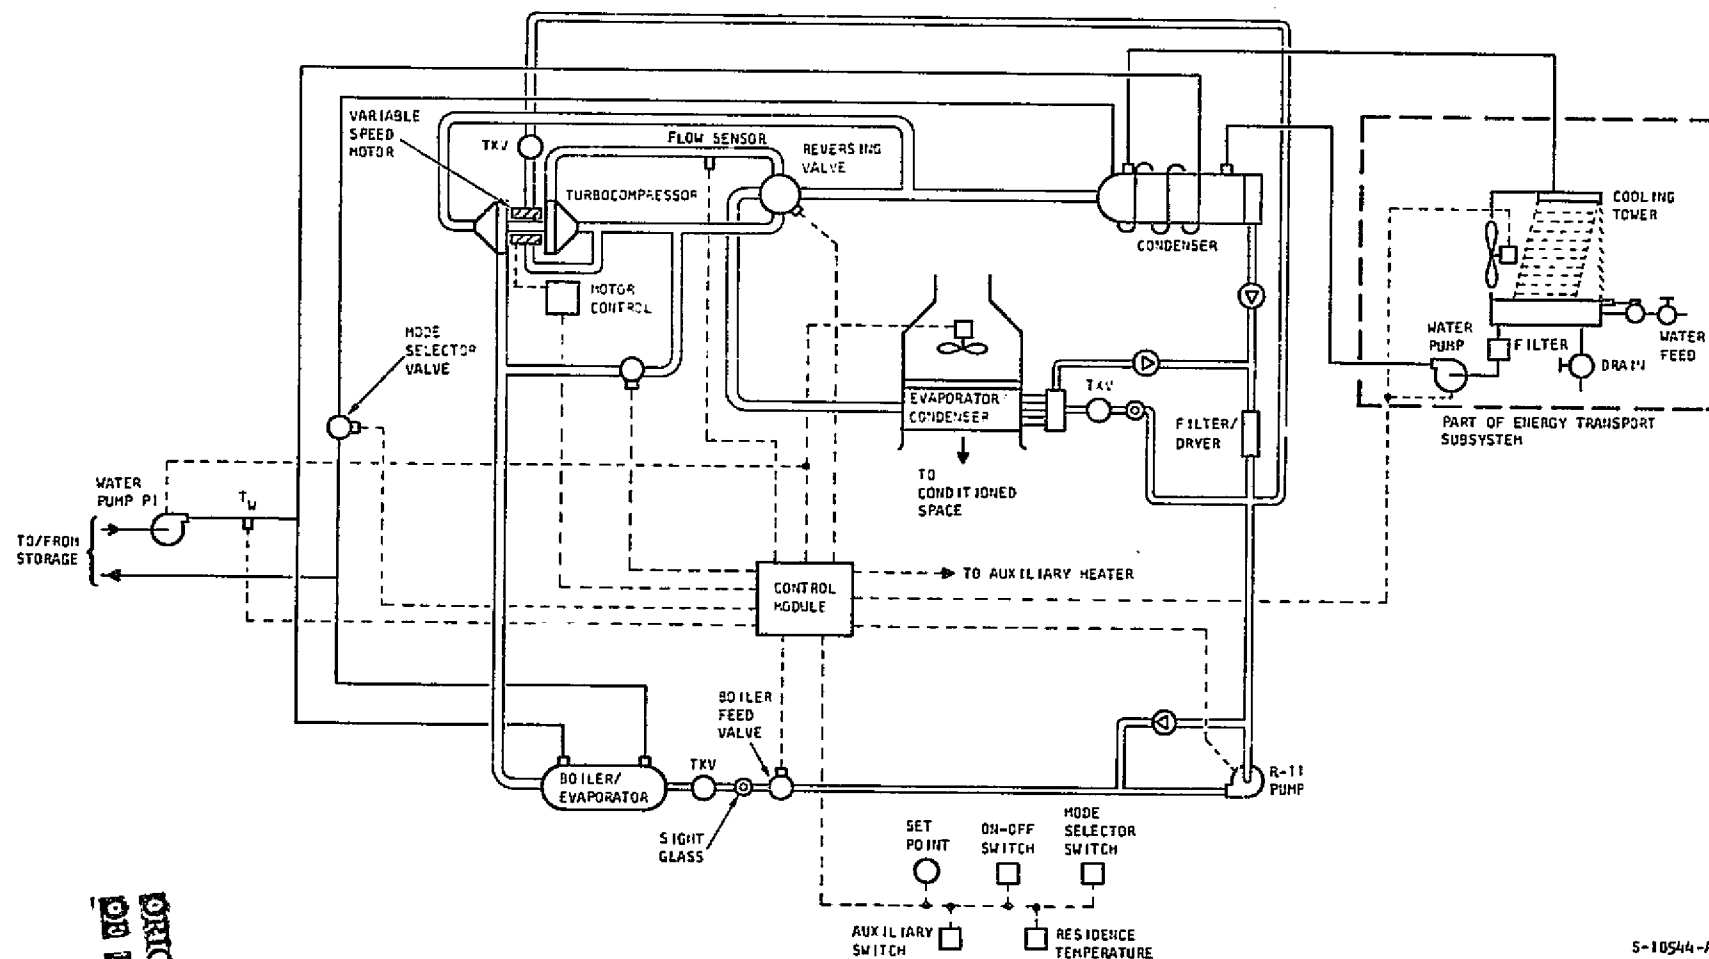 VARIABLE
SPEED
MOTOR
TXV
FLOW SENSOR
REVERSING
VALVE
TURBOCOMPRESSOR
MOTOR
CONTROL
MODE
SELECTOR
VALVE
CONDENSER
COOLING
TOWER
WATER
PUMP
FILTER
WATER
FEED
DRAIN
PART OF ENERGY TRANSPORT
SUBSYSTEM
EVAPORATOR/
CONDENSER
TXV
FILTER/
DRYER
TO
CONDITIONED
SPACE
WATER
PUMP P1
TW
TO/FROM
STORAGE
CONTROL
MODULE
TO AUXILIARY HEATER
BOILER
FEED
VALVE
BOILER/
EVAPORATOR
TXV
SIGHT
GLASS
R-11
PUMP
SET
POINT
ON-OFF
SWITCH
MODE
SELECTOR
SWITCH
AUXILIARY
SWITCH
RESIDENCE
TEMPERATURE
S-10544-A